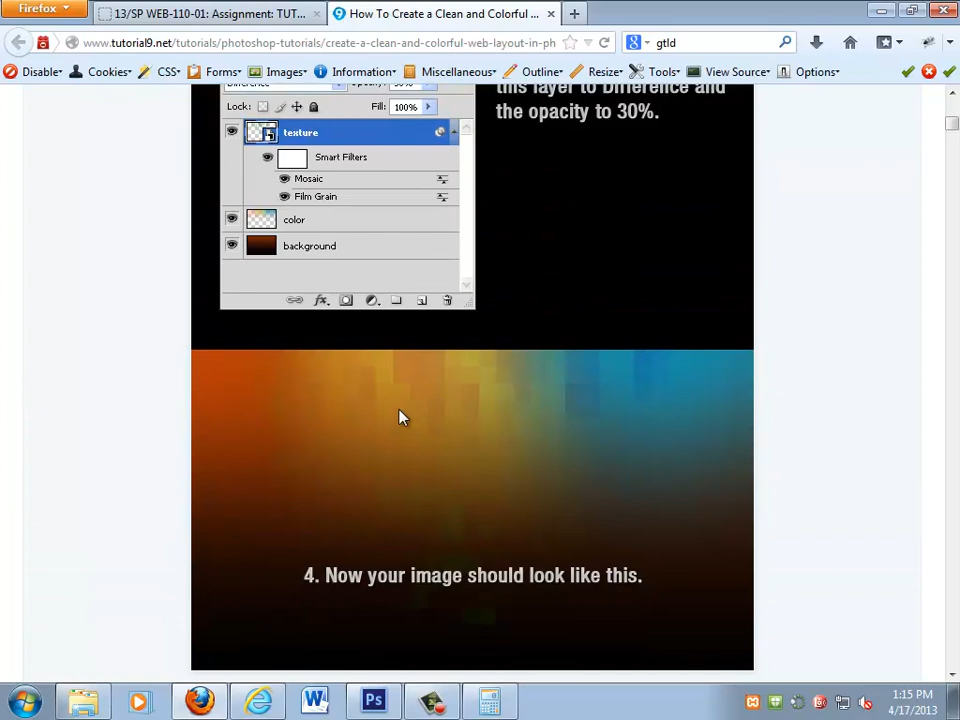 Firefox
13/SP WEB-110-01: Assignment: TUT...
How To Create a Clean and Colorful ...
www.tutorial9.net/tutorials/photoshop-tutorials/create-a-clean-and-colorful-web-layout-in-ph
gtld
Disable
Cookies
CSS
Forms
Images
Information
Miscellaneous
Outline
Resize
Tools
View Source
Options
this layer to Difference and
the opacity to 30%.
Lock:
Fill: 100%
texture
Smart Filters
Mosaic
Film Grain
color
background
4. Now your image should look like this.
1:15 PM
4/17/2013